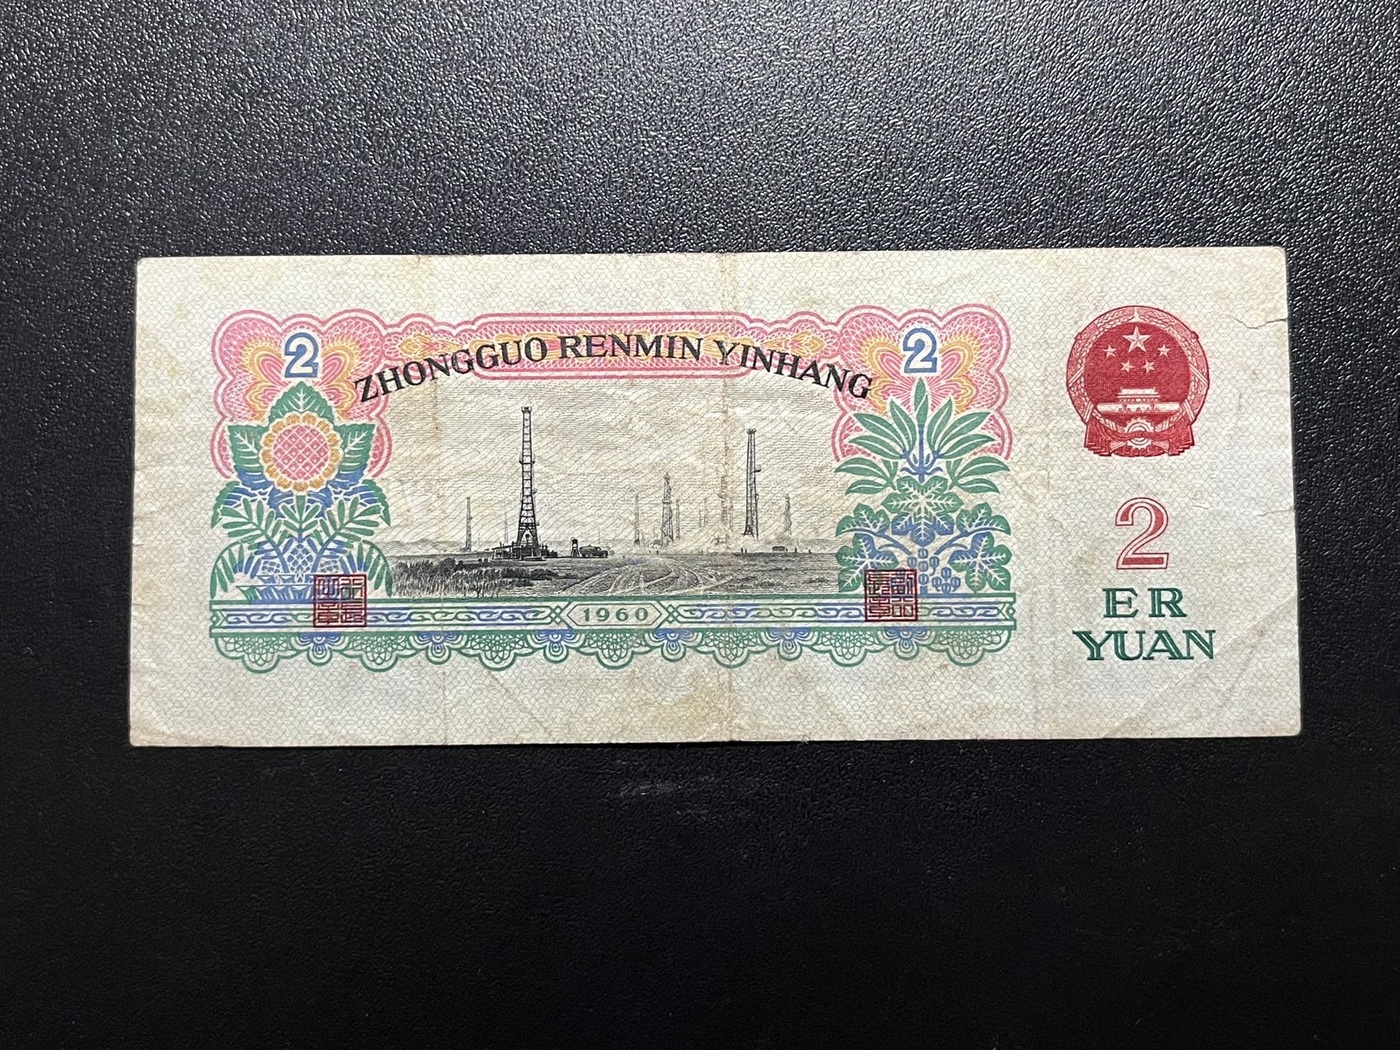 2
2
ZHONGGUO RENMIN YINHANG
1960
2
ER
YUAN